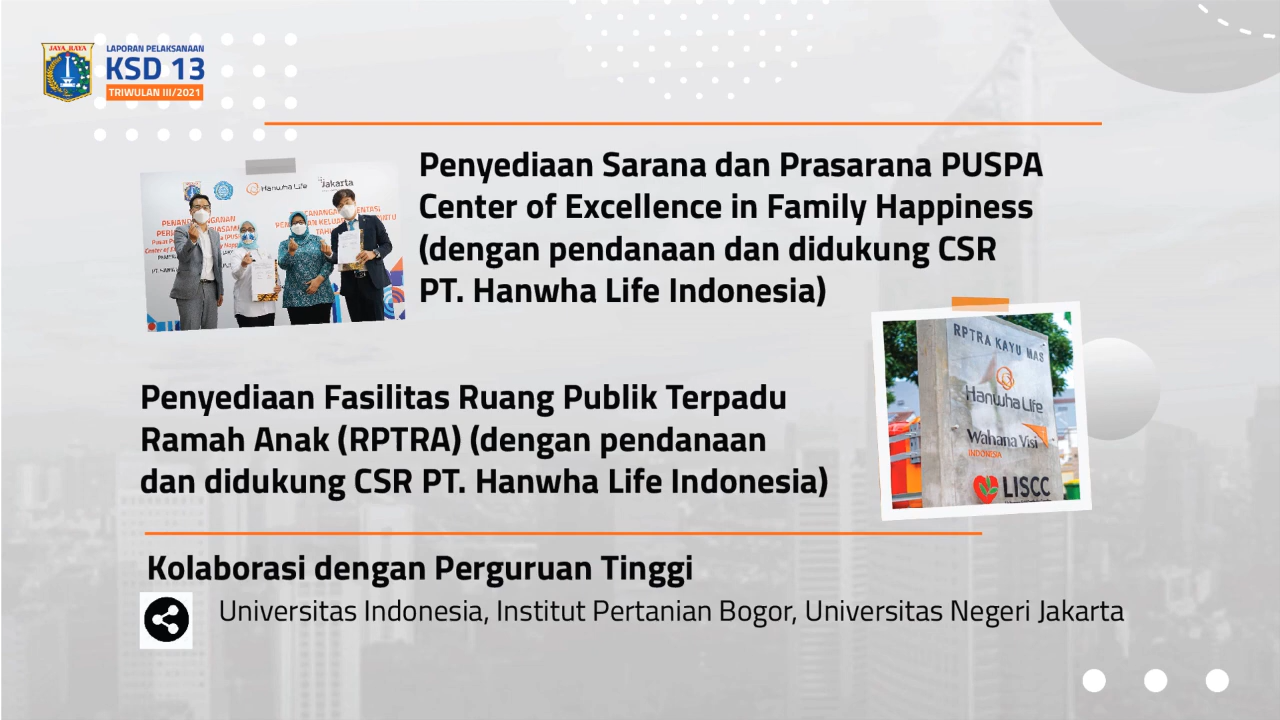 JAYA RAYA
LAPORAN PELAKSANAAN
KSD 13
TRIWULAN III/2021
Penyediaan Sarana dan Prasarana PUSPA
Center of Excellence in Family Happiness
(dengan pendanaan dan didukung CSR
PT. Hanwha Life Indonesia)
Hanwha Life
Jakarta
RPTRA KAYU MAS
Hanwha Life
Wahana Visi
INDONESIA
LISCC
Penyediaan Fasilitas Ruang Publik Terpadu
Ramah Anak (RPTRA) (dengan pendanaan
dan didukung CSR PT. Hanwha Life Indonesia)
Kolaborasi dengan Perguruan Tinggi
Universitas Indonesia, Institut Pertanian Bogor, Universitas Negeri Jakarta